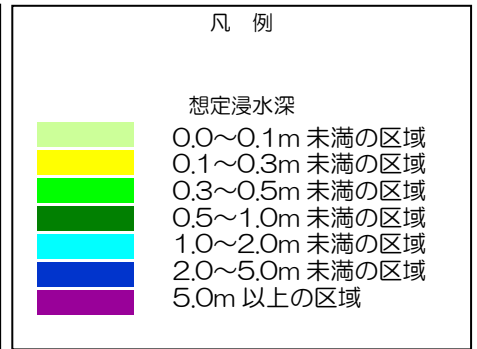 凡 例
想定浸水深
0.0～0.1m 未満の区域
0.1～0.3m 未満の区域
0.3～0.5m 未満の区域
0.5～1.0m 未満の区域
1.0～2.0m 未満の区域
2.0～5.0m 未満の区域
5.0m 以上の区域